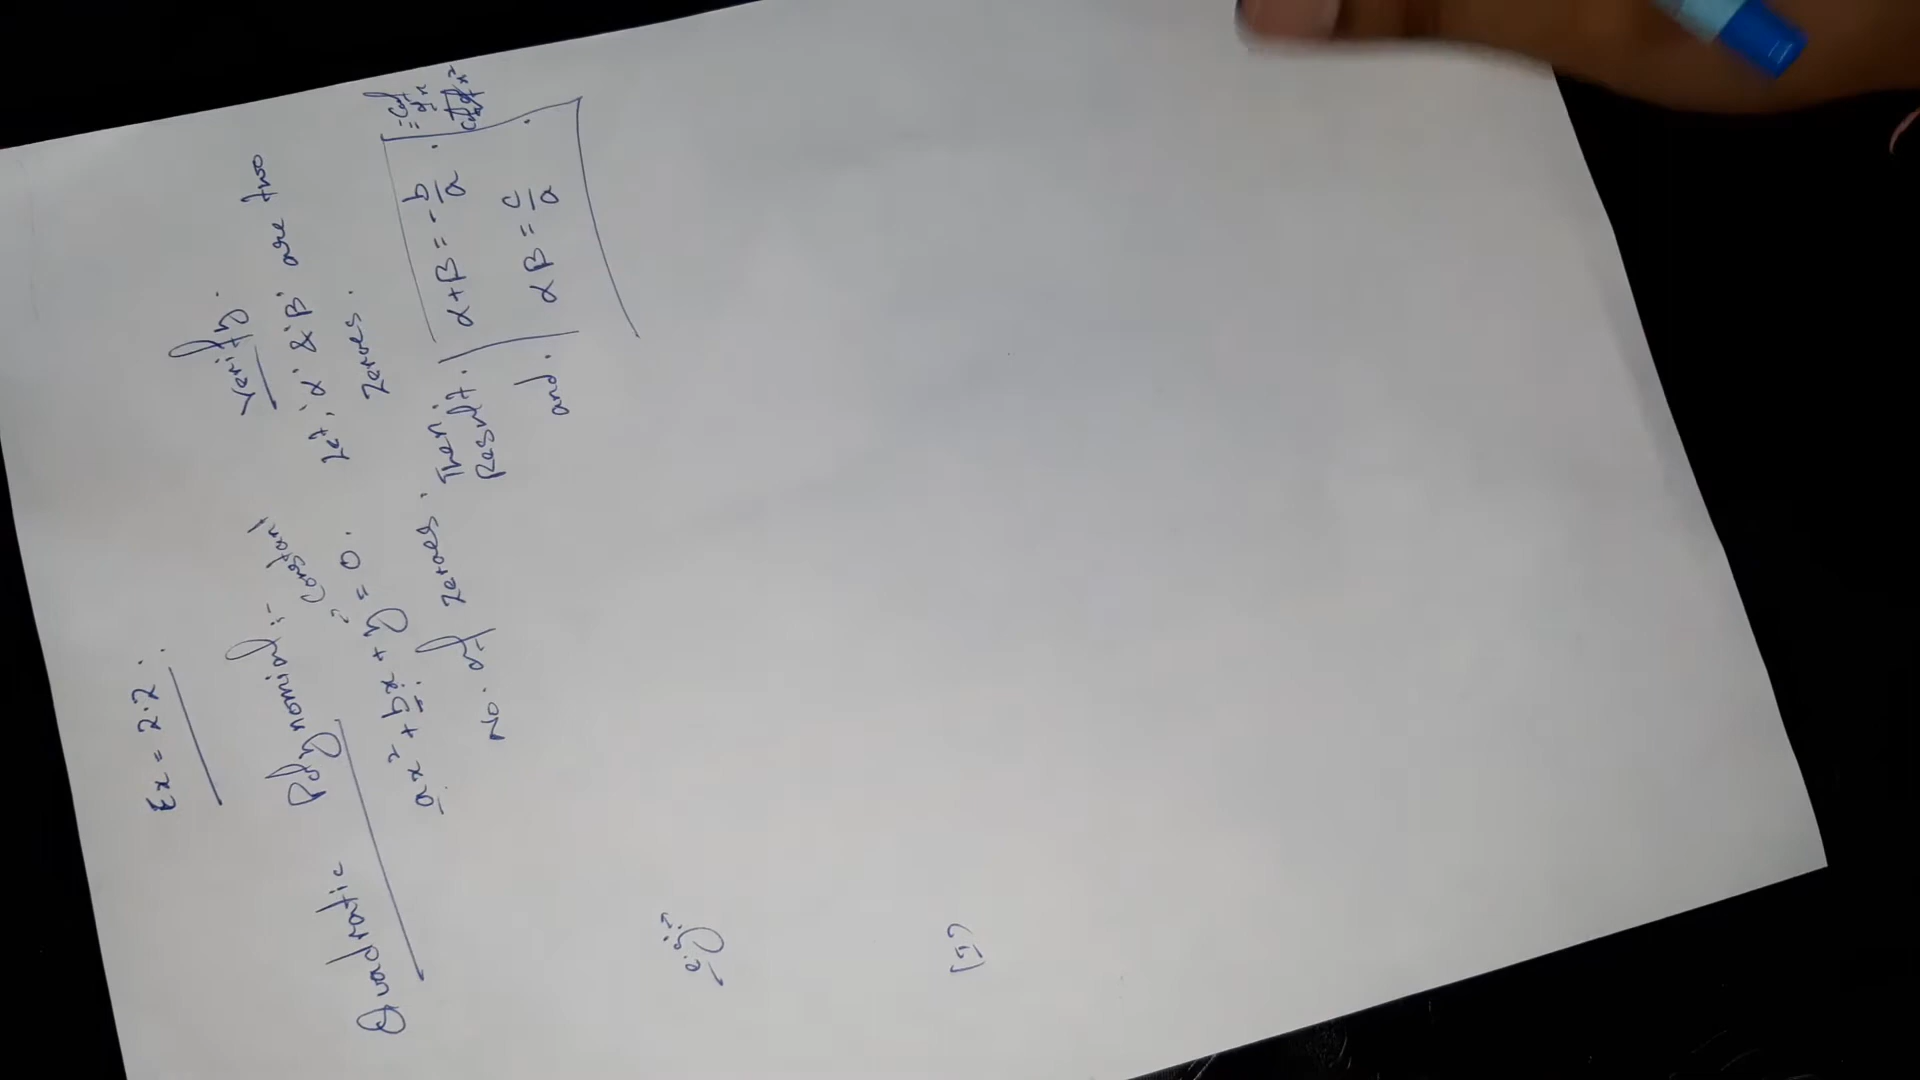 Ex = 2.2:
Quadratic Polynomial :-
Constant
ax² + bx + y = 0.
No. of zeroes.
Verify.
Let, 'α' & 'β' are two
zeroes.
Then,
Result.
α+β = -b/a.
and.
αβ = c/a.
e.g.:-
(i)